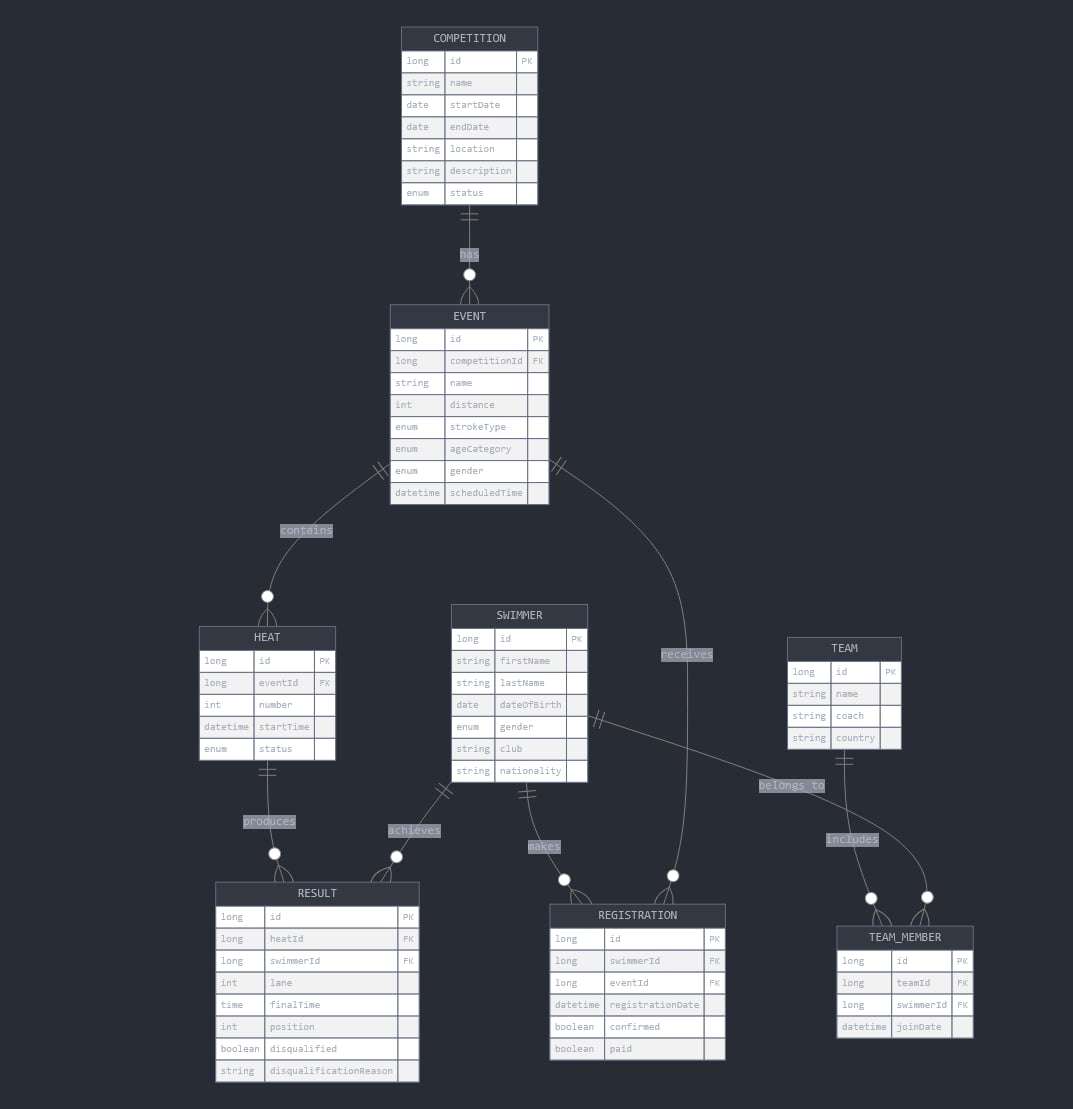 COMPETITION
long id PK
string name
date startDate
date endDate
string location
string description
enum status
has
EVENT
long id PK
long competitionId FK
string name
int distance
enum strokeType
enum ageCategory
enum gender
datetime scheduledTime
contains
receives
HEAT
long id PK
long eventId FK
int number
datetime startTime
enum status
SWIMMER
long id PK
string firstName
string lastName
date dateOfBirth
enum gender
string club
string nationality
TEAM
long id PK
string name
string coach
string country
belongs to
produces
achieves
makes
includes
RESULT
long id PK
long heatId FK
long swimmerId FK
int lane
time finalTime
int position
boolean disqualified
string disqualificationReason
REGISTRATION
long id PK
long swimmerId FK
long eventId FK
datetime registrationDate
boolean confirmed
boolean paid
TEAM_MEMBER
long id PK
long teamId FK
long swimmerId FK
datetime joinDate